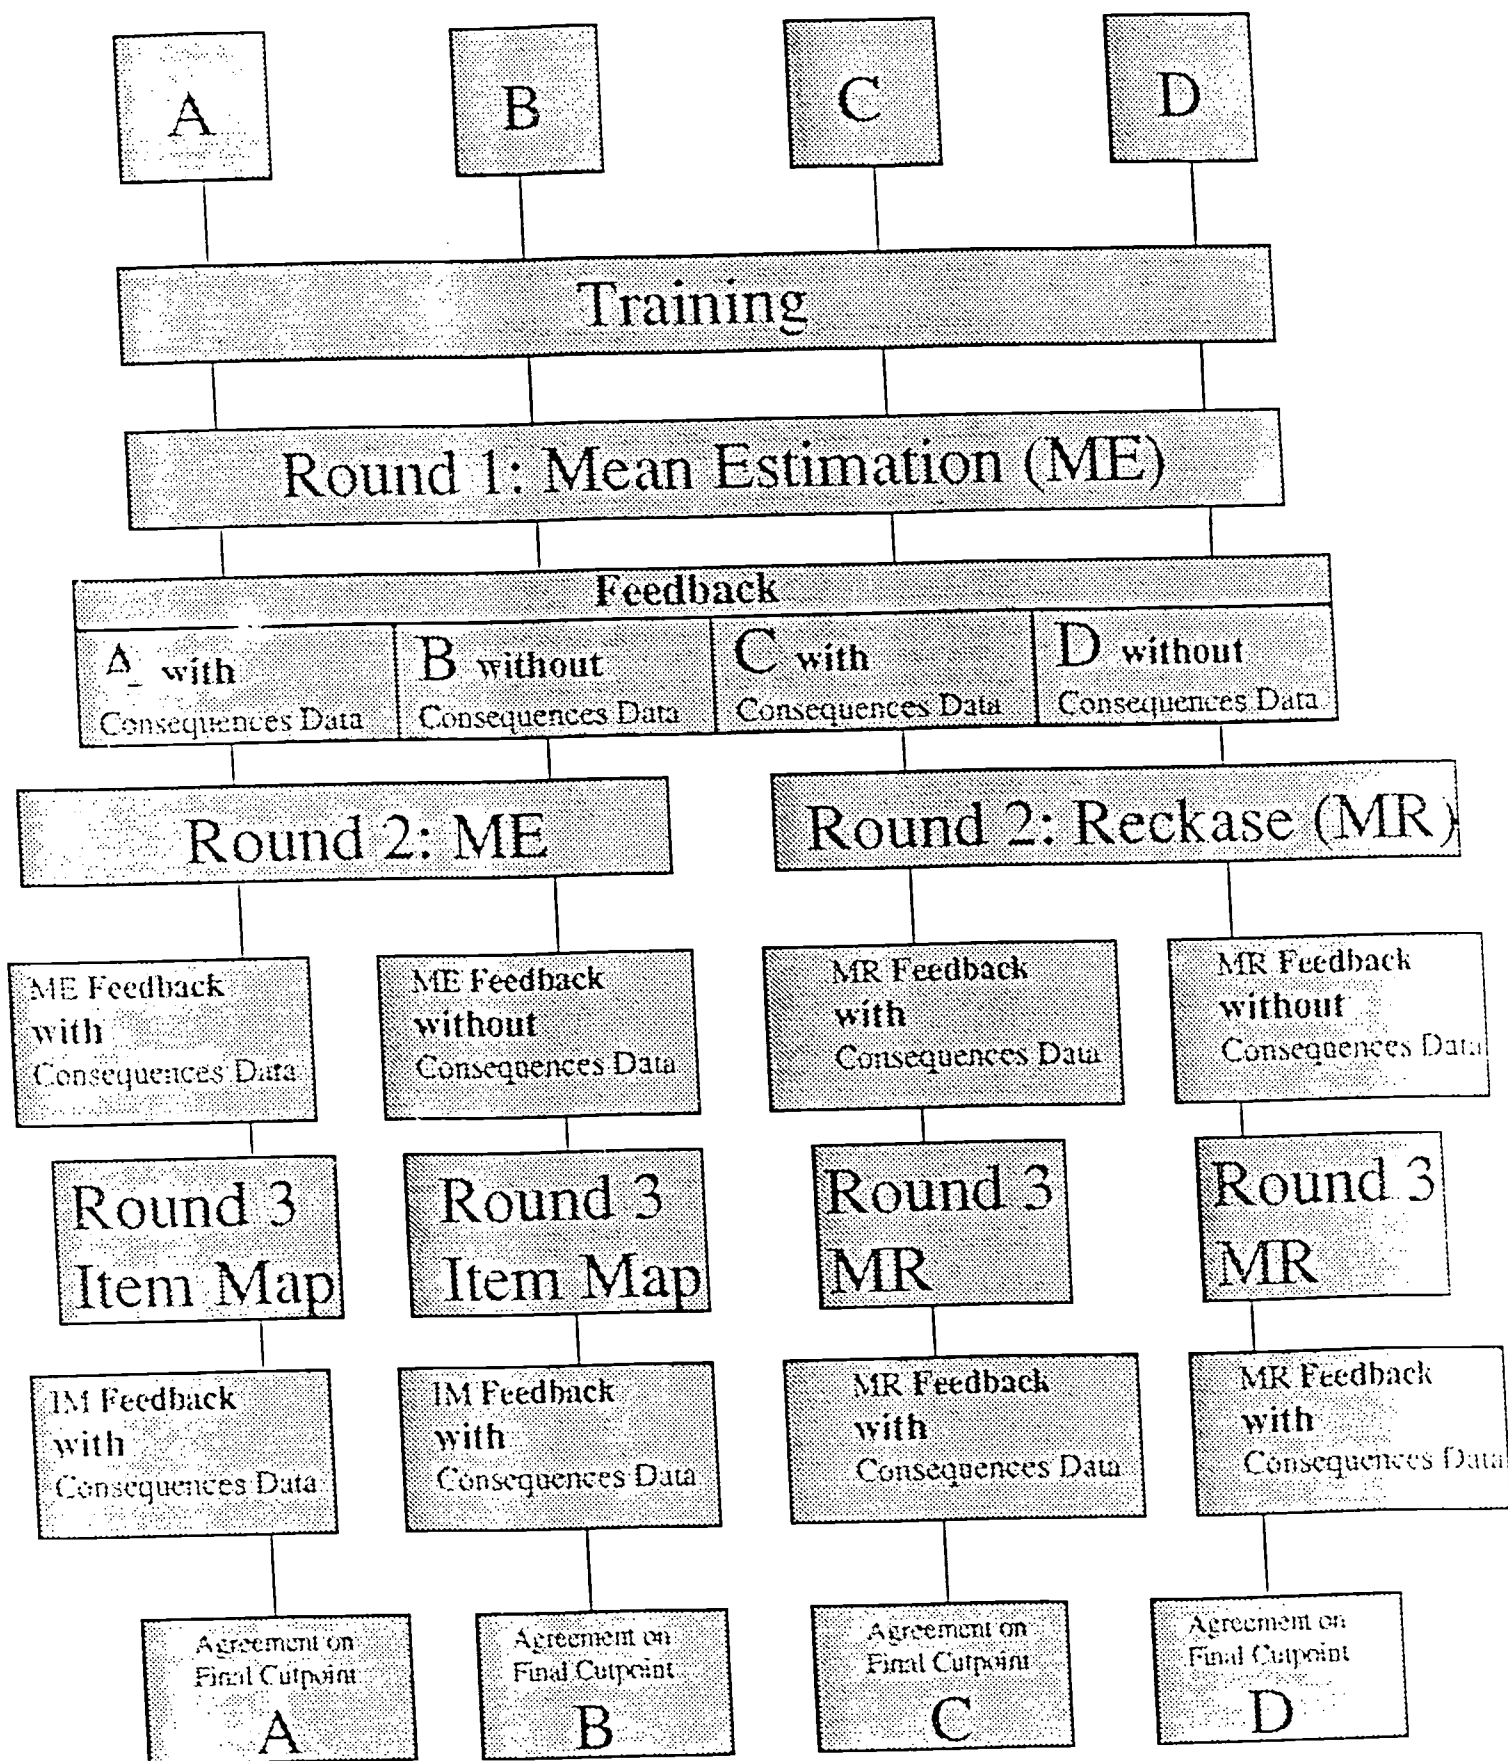 A
B
C
D
Training
Round 1: Mean Estimation (ME)
Feedback
A with
Consequences Data
B without
Consequences Data
C with
Consequences Data
D without
Consequences Data
Round 2: ME
Round 2: Reckase (MR)
ME Feedback
with
Consequences Data
ME Feedback
without
Consequences Data
MR Feedback
with
Consequences Data
MR Feedback
without
Consequences Data
Round 3
Item Map
Round 3
Item Map
Round 3
MR
Round 3
MR
IM Feedback
with
Consequences Data
IM Feedback
with
Consequences Data
MR Feedback
with
Consequences Data
MR Feedback
with
Consequences Data
Agreement on
Final Cutpoint
A
Agreement on
Final Cutpoint
B
Agreement on
Final Cutpoint
C
Agreement on
Final Cutpoint
D